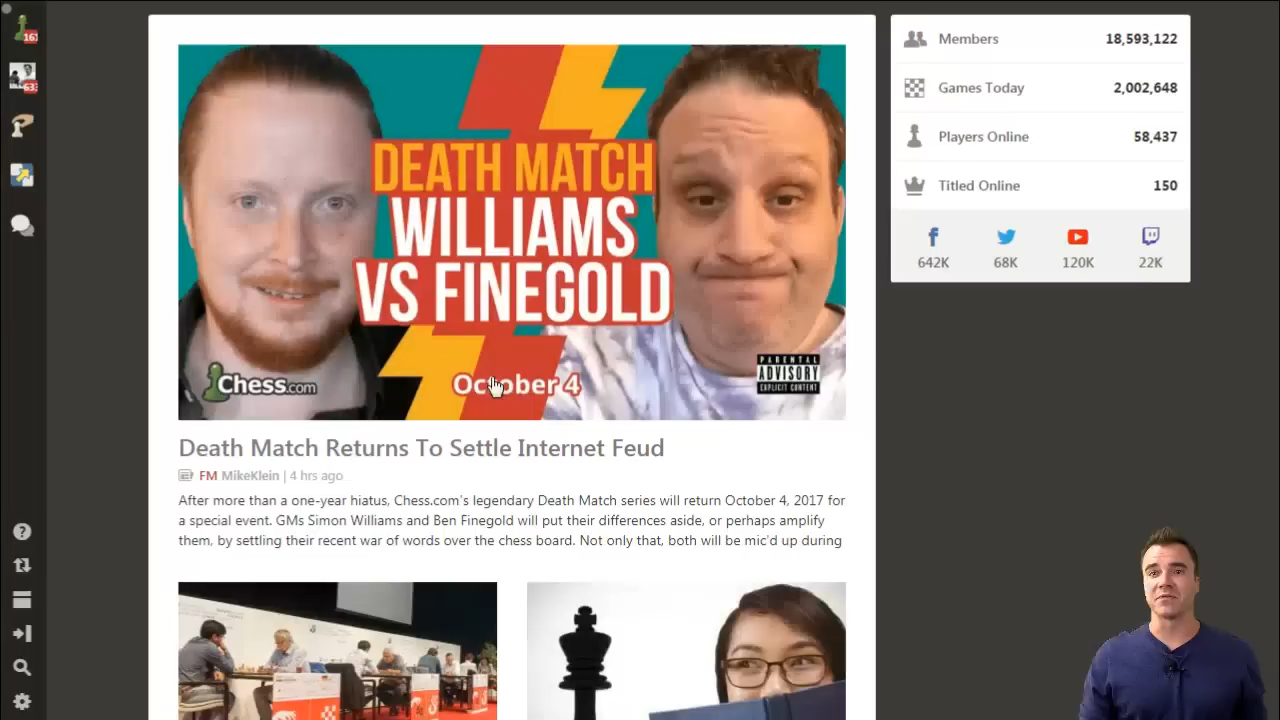 161
DEATH MATCH
WILLIAMS
VS FINEGOLD
Chess.com
October 4
PARENTAL
ADVISORY
EXPLICIT CONTENT
Death Match Returns To Settle Internet Feud
FM MikeKlein | 4 hrs ago
After more than a one-year hiatus, Chess.com's legendary Death Match series will return October 4, 2017 for
a special event. GMs Simon Williams and Ben Finegold will put their differences aside, or perhaps amplify
them, by settling their recent war of words over the chess board. Not only that, both will be mic'd up during
Members 18,593,122
Games Today 2,002,648
Players Online 58,437
Titled Online 150
642K 68K 120K 22K